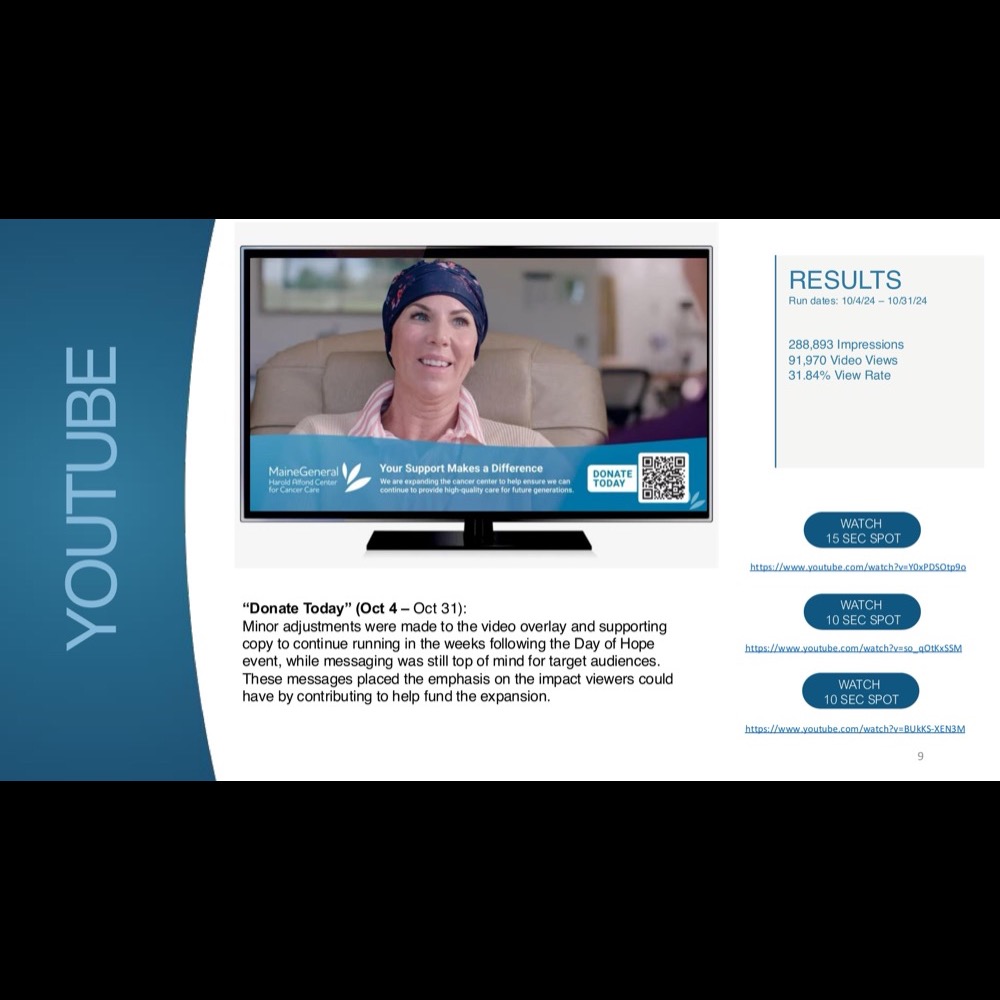 YOUTUBE
MaineGeneral
Harold Alfond Center
for Cancer Care
Your Support Makes a Difference
We are expanding the cancer center to help ensure we can
continue to provide high-quality care for future generations.
DONATE
TODAY
“Donate Today” (Oct 4 – Oct 31):
Minor adjustments were made to the video overlay and supporting
copy to continue running in the weeks following the Day of Hope
event, while messaging was still top of mind for target audiences.
These messages placed the emphasis on the impact viewers could
have by contributing to help fund the expansion.
RESULTS
Run dates: 10/4/24 – 10/31/24
288,893 Impressions
91,970 Video Views
31.84% View Rate
WATCH
15 SEC SPOT
https://www.youtube.com/watch?v=Y0xPDSOtp9o
WATCH
10 SEC SPOT
https://www.youtube.com/watch?v=so_qOtKxSSM
WATCH
10 SEC SPOT
https://www.youtube.com/watch?v=BUkKS-XEN3M
9